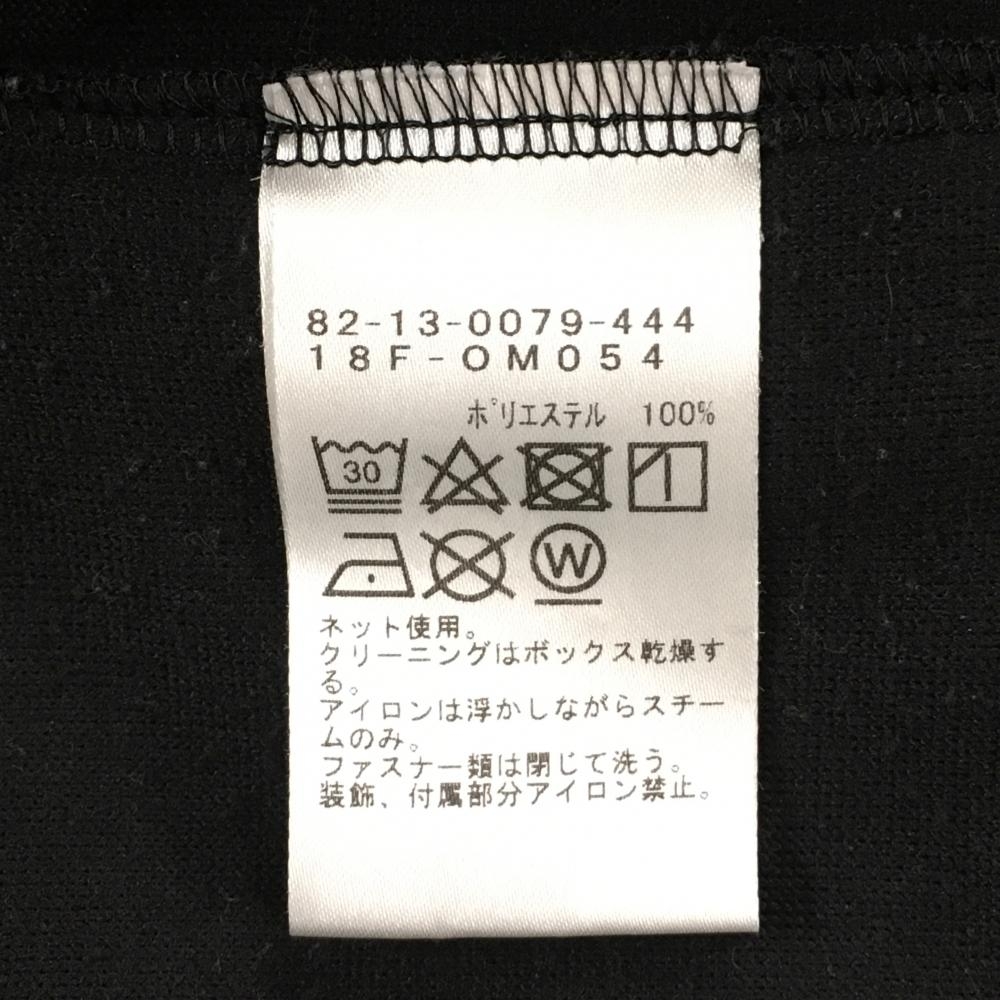 82-13-0079-444
18F-OM054
ポリエステル 100%
30
W
ネット使用。
クリーニングはボックス乾燥す
る。
アイロンは浮かしながらスチー
ムのみ。
ファスナー類は閉じて洗う。
装飾、付属部分アイロン禁止。